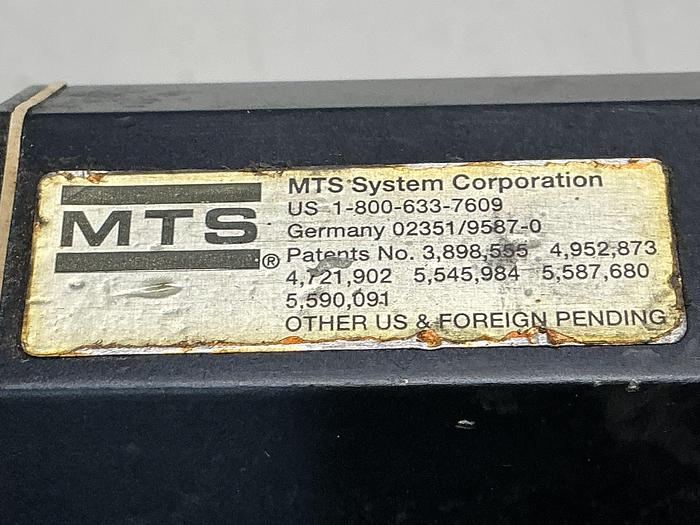 MTS
®
MTS System Corporation
US 1-800-633-7609
Germany 02351/9587-0
Patents No. 3,898,555 4,952,873
4,721,902 5,545,984 5,587,680
5,590,091
OTHER US & FOREIGN PENDING